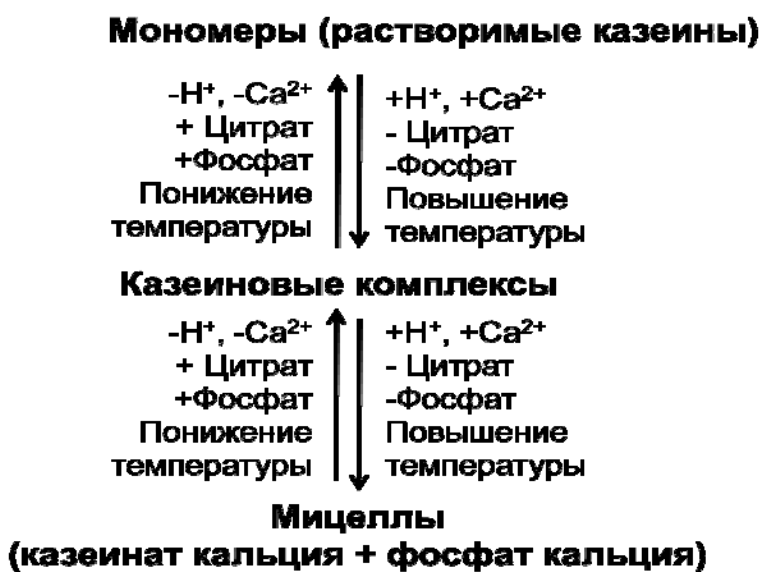 Мономеры (растворимые казеины)
-H⁺, -Ca²⁺
+ Цитрат
+Фосфат
Понижение
температуры
+H⁺, +Ca²⁺
- Цитрат
-Фосфат
Повышение
температуры
Казеиновые комплексы
-H⁺, -Ca²⁺
+ Цитрат
+Фосфат
Понижение
температуры
+H⁺, +Ca²⁺
- Цитрат
-Фосфат
Повышение
температуры
Мицеллы
(казеинат кальция + фосфат кальция)